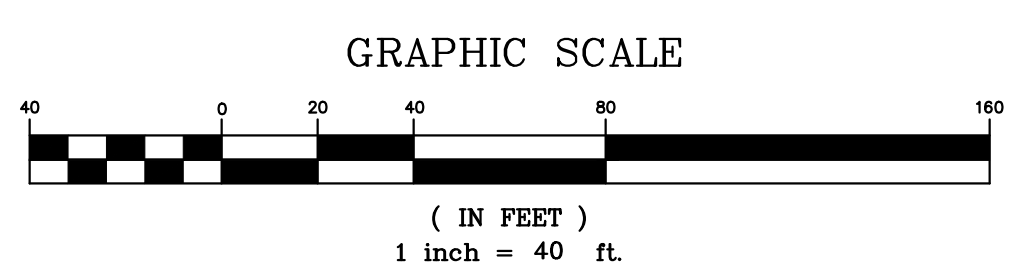 GRAPHIC SCALE
40 0 20 40 80 160
( IN FEET )
1 inch = 40 ft.